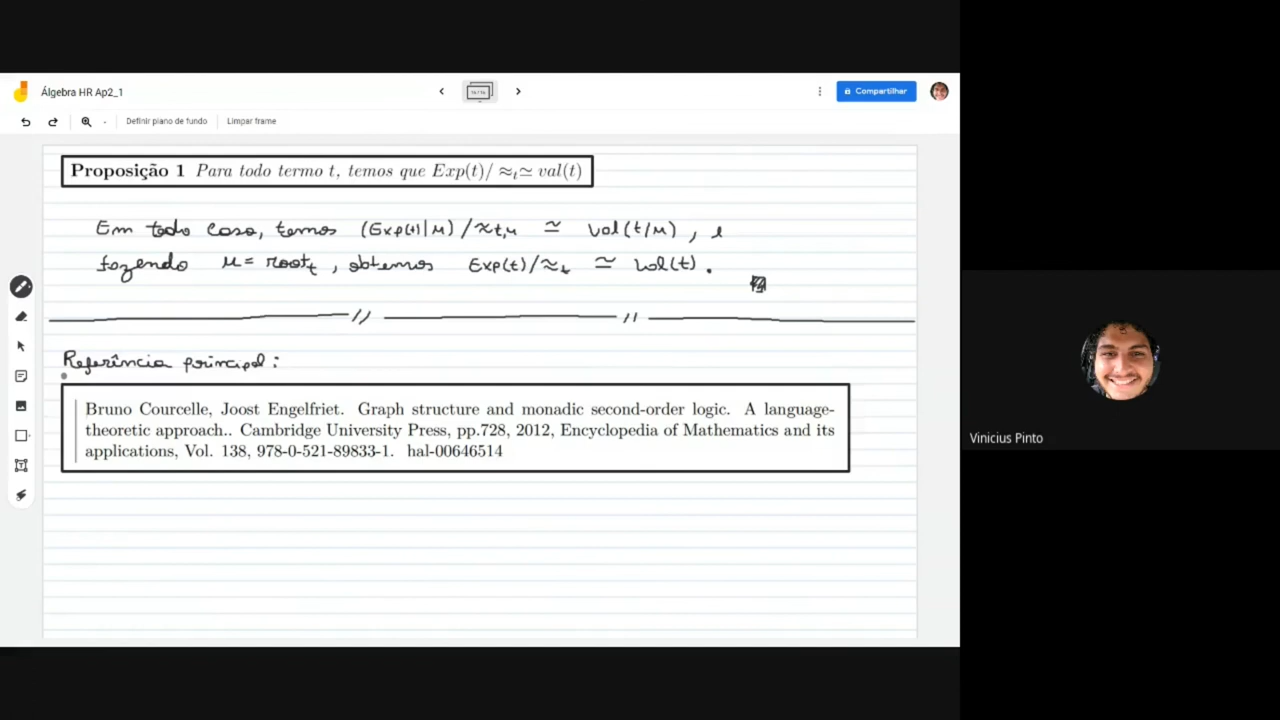 Álgebra HR Ap2_1
Compartilhar
Definir plano de fundo Limpar frame
Proposição 1 Para todo termo t, temos que Exp(t)/ ≈t≃ val(t)
Em todo caso, temos (Exp(t)|u)/≈t,u ≃ val(t/u), e
fazendo u = root_t, obtemos Exp(t)/≈t ≃ val(t).
Referência principal:
Bruno Courcelle, Joost Engelfriet. Graph structure and monadic second-order logic. A language-
theoretic approach.. Cambridge University Press, pp.728, 2012, Encyclopedia of Mathematics and its
applications, Vol. 138, 978-0-521-89833-1. hal-00646514
Vinicius Pinto